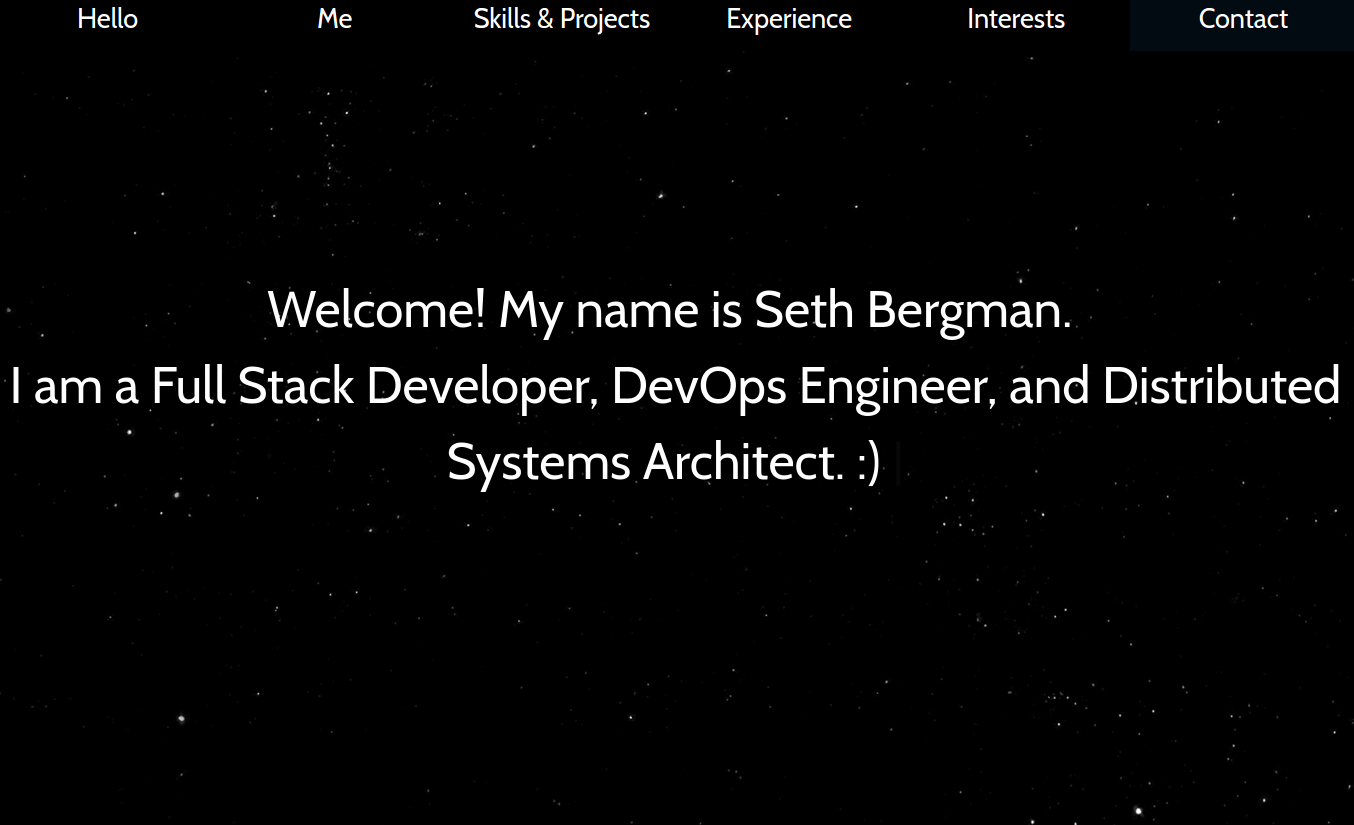 Hello Me Skills & Projects Experience Interests Contact
Welcome! My name is Seth Bergman.
I am a Full Stack Developer, DevOps Engineer, and Distributed
Systems Architect. :)